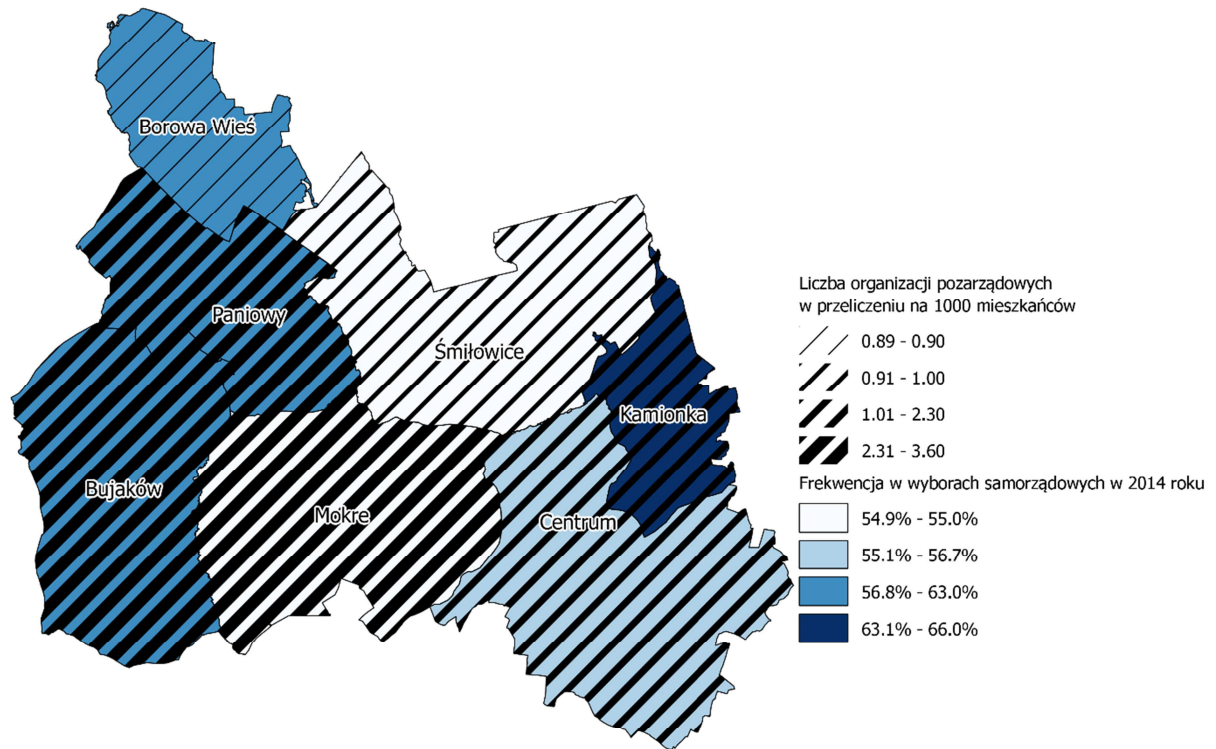 Borowa Wieś
Paniowy
Śmiłowice
Kamionka
Bujaków
Mokre
Centrum
Liczba organizacji pozarządowych
w przeliczeniu na 1000 mieszkańców
0.89 - 0.90
0.91 - 1.00
1.01 - 2.30
2.31 - 3.60
Frekwencja w wyborach samorządowych w 2014 roku
54.9% - 55.0%
55.1% - 56.7%
56.8% - 63.0%
63.1% - 66.0%